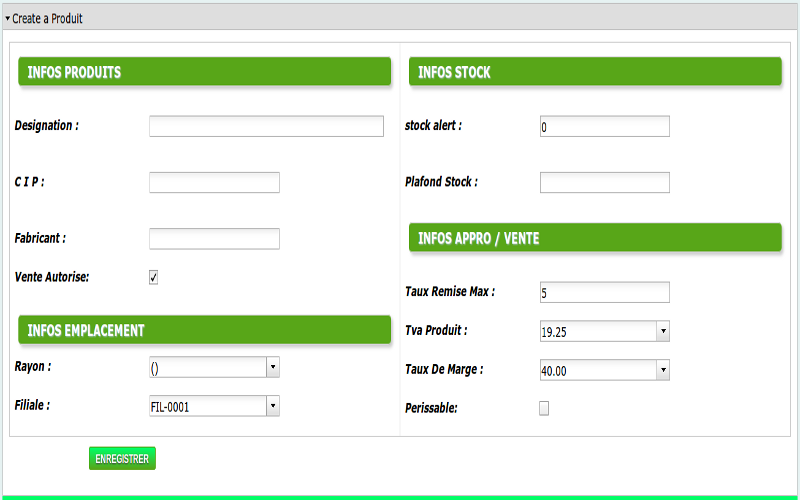 Create a Produit
INFOS PRODUITS
Designation :
C I P :
Fabricant :
Vente Autorise:
INFOS EMPLACEMENT
Rayon : ()
Filiale : FIL-0001
INFOS STOCK
stock alert : 0
Plafond Stock :
INFOS APPRO / VENTE
Taux Remise Max : 5
Tva Produit : 19.25
Taux De Marge : 40.00
Perissable:
ENREGISTRER